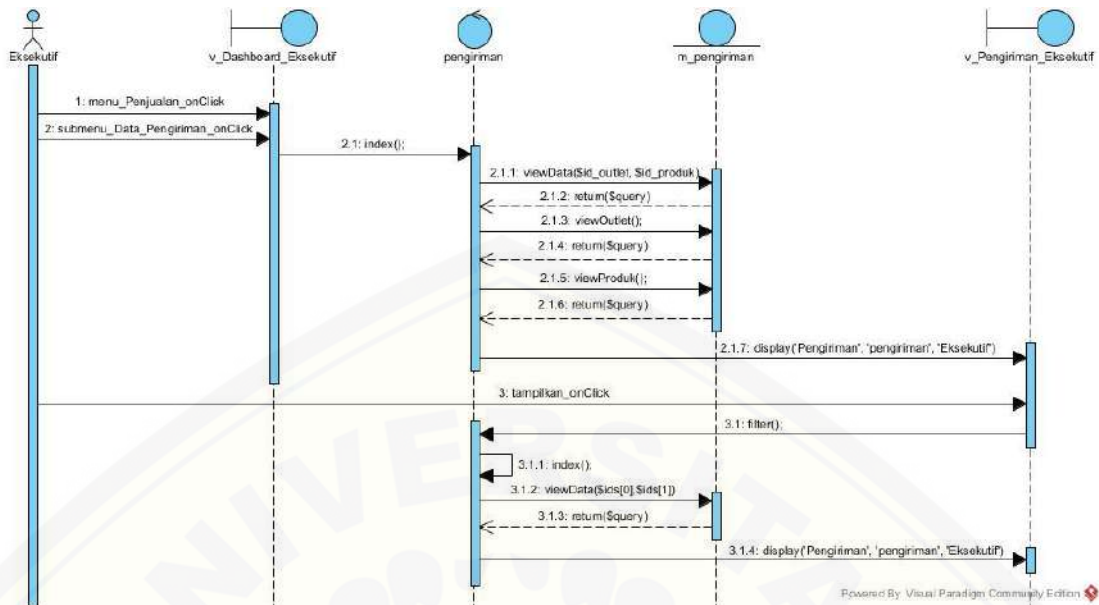 Eksekutif
v_Dashboard_Eksekutif
pengiriman
m_pengiriman
v_Pengiriman_Eksekutif
1: menu_Penjualan_onClick
2: submenu_Data_Pengiriman_onClick
2.1: index();
2.1.1: viewData($id_outlet, $id_produk)
2.1.2: return($query)
2.1.3: viewOutlet();
2.1.4: return($query)
2.1.5: viewProduk();
2.1.6: return($query)
2.1.7: display('Pengiriman', 'pengiriman', 'Eksekutif')
3: tampilkan_onClick
3.1: filter();
3.1.1: index();
3.1.2: viewData($ids[0],$ids[1])
3.1.3: return($query)
3.1.4: display('Pengiriman', 'pengiriman', 'Eksekutif')
NIVERSITA
Powered By Visual Paradigm Community Edition